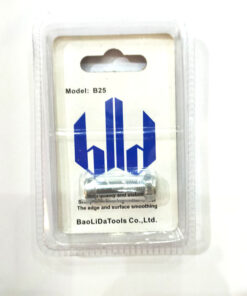 Model: B25
bld
The edge and surface smoothing
BaoLiDaTools Co.,Ltd.